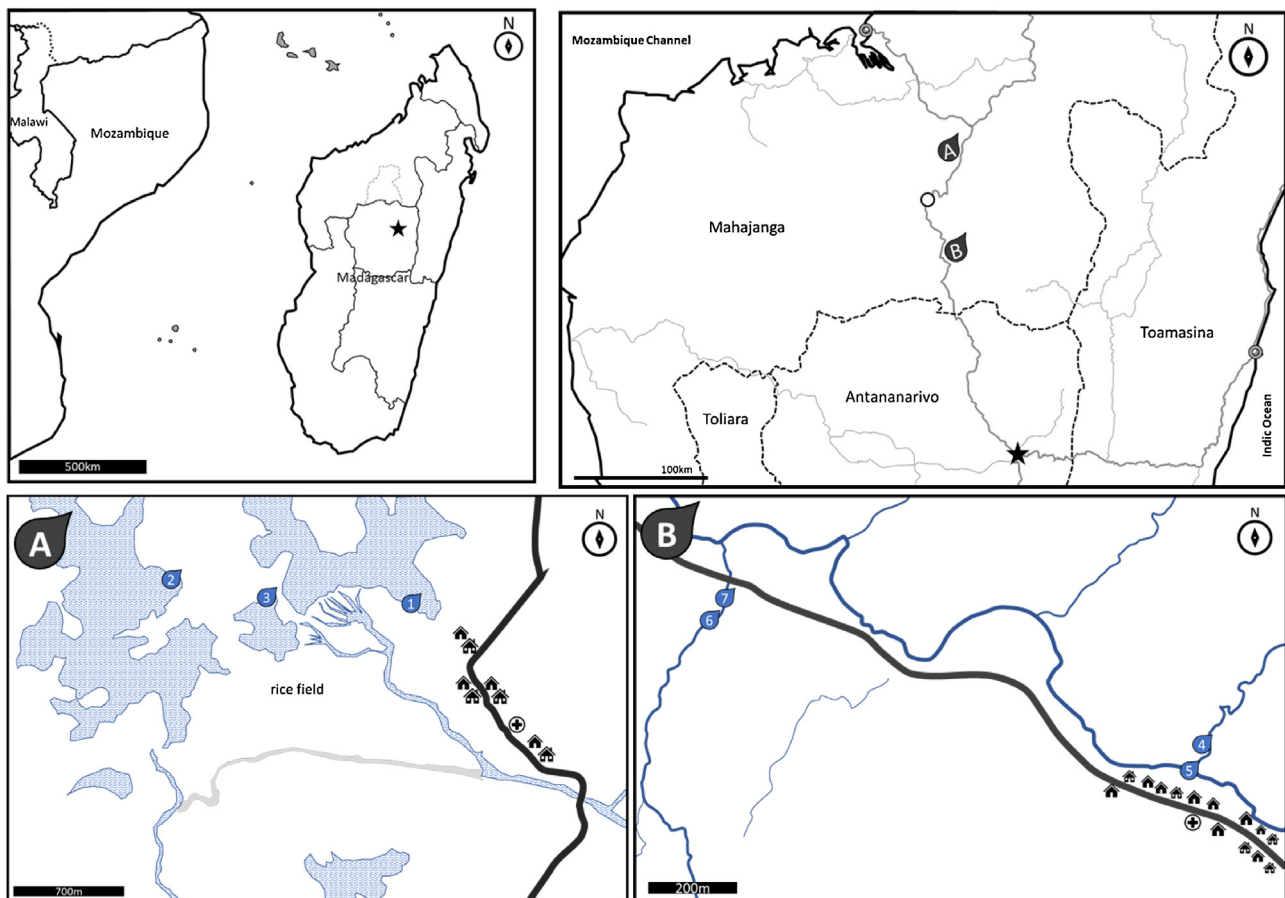 N
Malawi
Mozambique
Madagascar
500km
Mozambique Channel
N
A
Mahajanga
B
Toamasina
Antananarivo
Toliara
Indic Ocean
100km
A
N
2
3
1
rice field
700m
B
N
7
6
4
5
200m